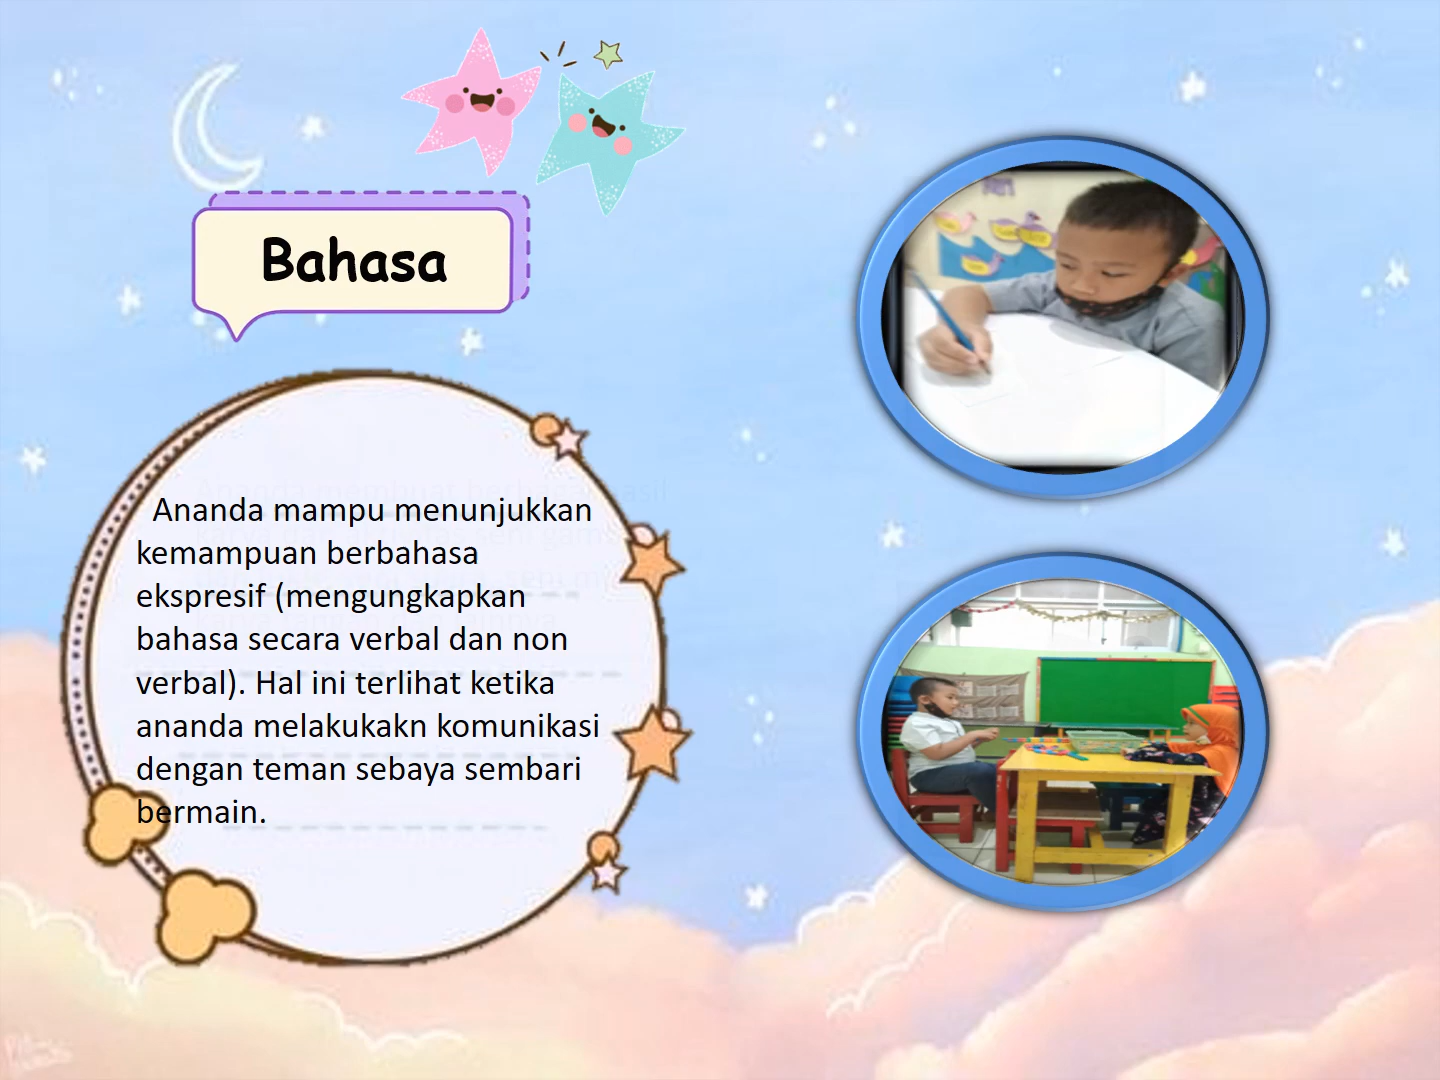 Bahasa
Ananda mampu menunjukkan
kemampuan berbahasa
ekspresif (mengungkapkan
bahasa secara verbal dan non
verbal). Hal ini terlihat ketika
ananda melakukakn komunikasi
dengan teman sebaya sembari
bermain.